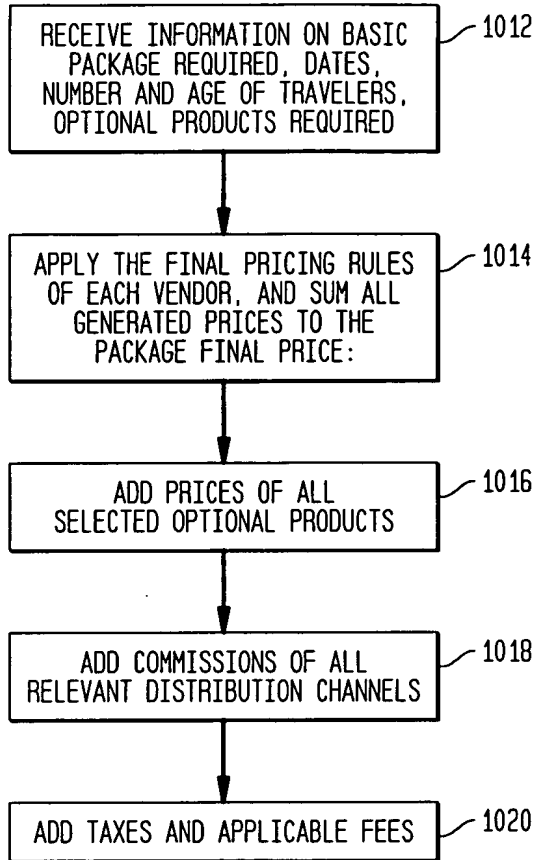 RECEIVE INFORMATION ON BASIC
PACKAGE REQUIRED, DATES,
NUMBER AND AGE OF TRAVELERS,
OPTIONAL PRODUCTS REQUIRED
1012
APPLY THE FINAL PRICING RULES
OF EACH VENDOR, AND SUM ALL
GENERATED PRICES TO THE
PACKAGE FINAL PRICE:
1014
ADD PRICES OF ALL
SELECTED OPTIONAL PRODUCTS
1016
ADD COMMISSIONS OF ALL
RELEVANT DISTRIBUTION CHANNELS
1018
ADD TAXES AND APPLICABLE FEES
1020